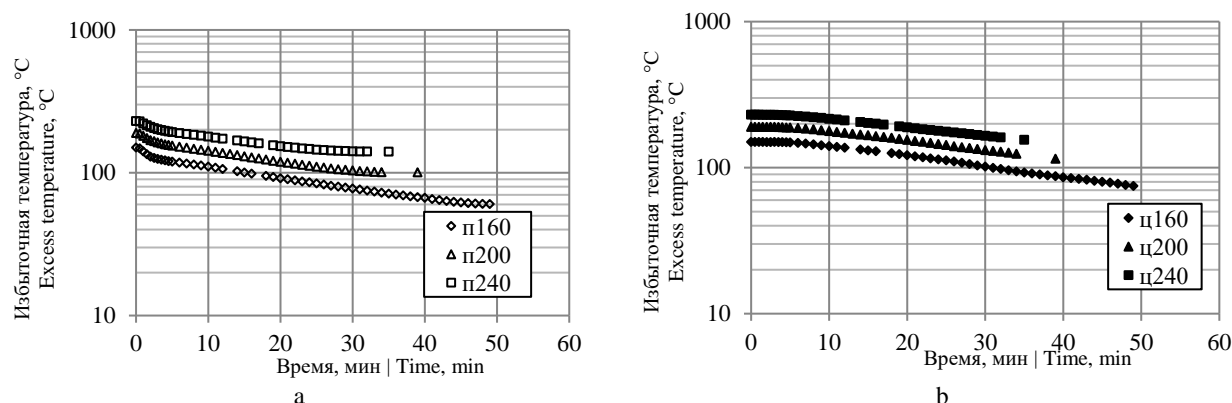 1000
100
10
0 10 20 30 40 50 60
Избыточная температура, °C
Excess temperature, °C
Время, мин | Time, min
п160
п200
п240
a
1000
100
10
0 10 20 30 40 50 60
Избыточная температура, °C
Excess temperature, °C
Время, мин | Time, min
ц160
ц200
ц240
b